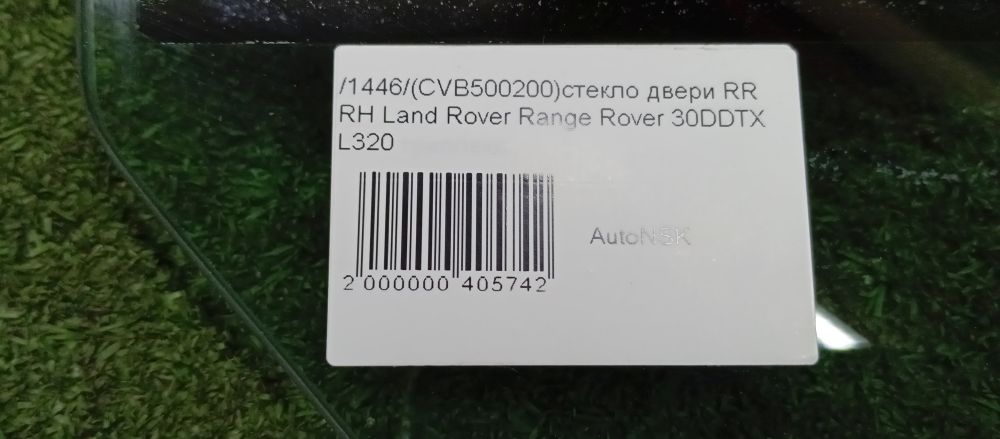 /1446/(CVB500200)стекло двери RR
RH Land Rover Range Rover 30DDTX
L320
AutoNSK
2 000000 405742